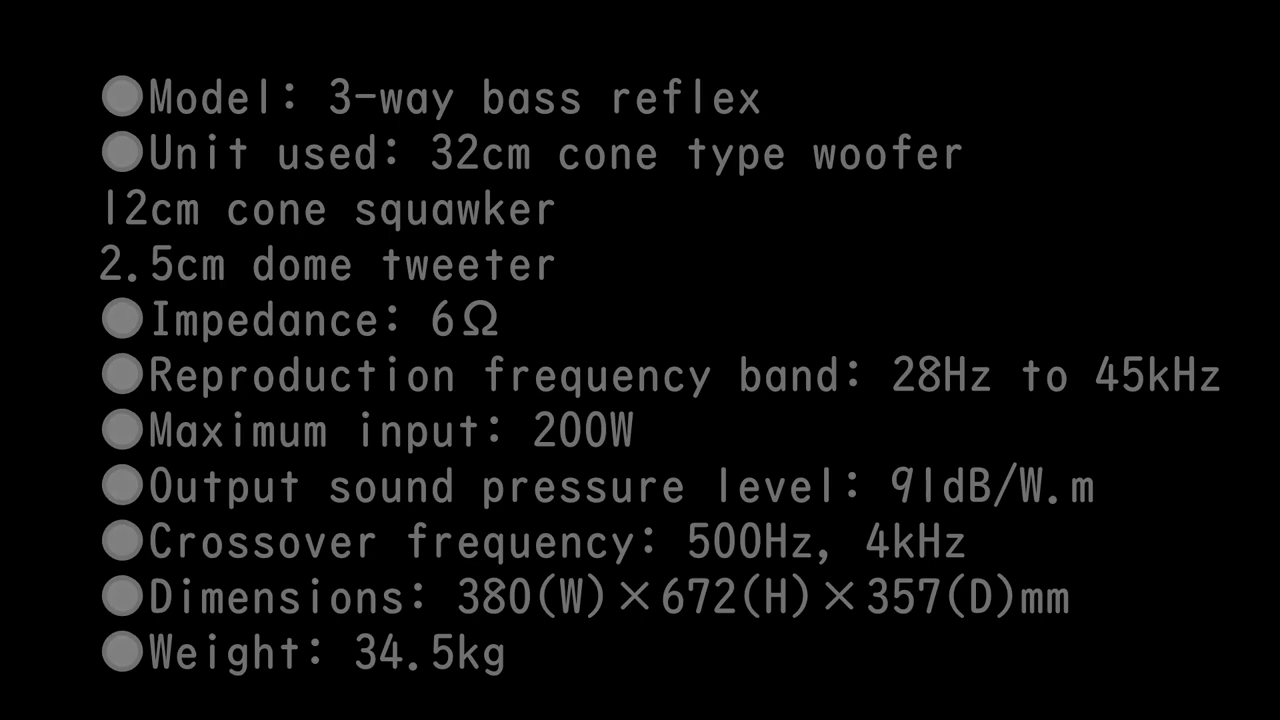 ●Model: 3-way bass reflex
●Unit used: 32cm cone type woofer
12cm cone squawker
2.5cm dome tweeter
●Impedance: 6Ω
●Reproduction frequency band: 28Hz to 45kHz
●Maximum input: 200W
●Output sound pressure level: 91dB/W.m
●Crossover frequency: 500Hz, 4kHz
●Dimensions: 380(W)×672(H)×357(D)mm
●Weight: 34.5kg